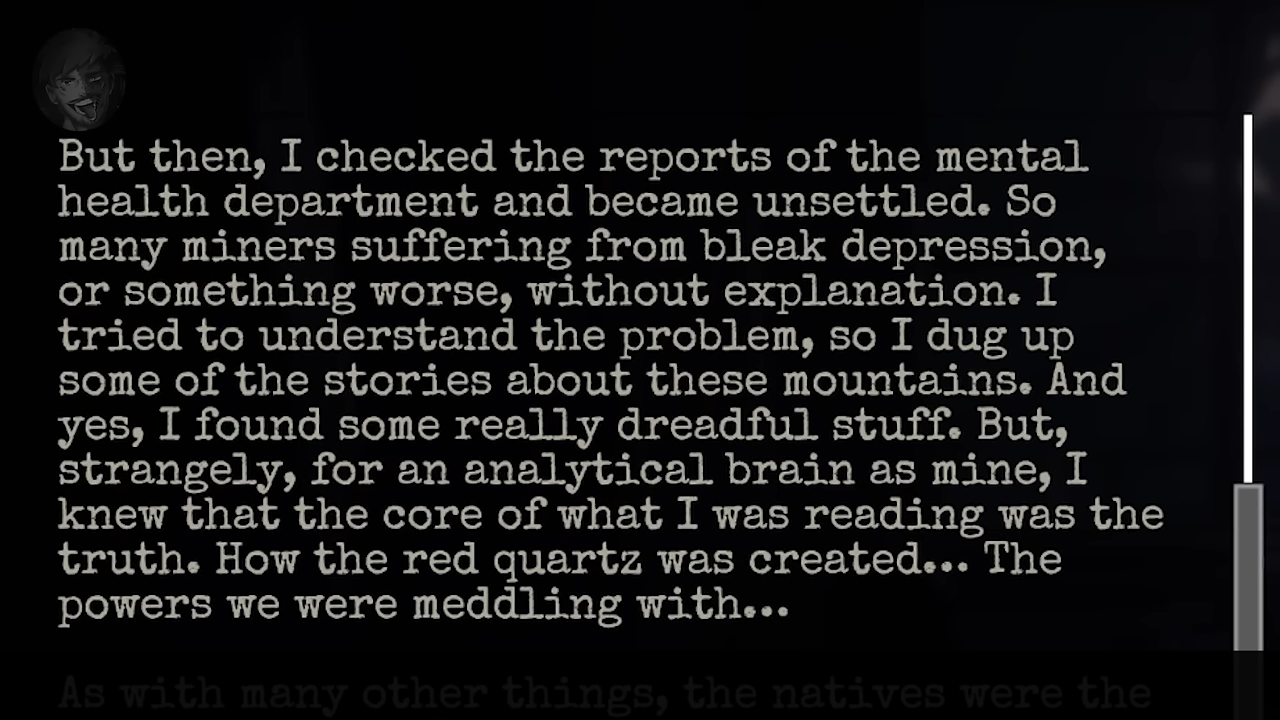 But then, I checked the reports of the mental
health department and became unsettled. So
many miners suffering from bleak depression,
or something worse, without explanation. I
tried to understand the problem, so I dug up
some of the stories about these mountains. And
yes, I found some really dreadful stuff. But,
strangely, for an analytical brain as mine, I
knew that the core of what I was reading was the
truth. How the red quartz was created... The
powers we were meddling with...
As with many other things, the natives were the